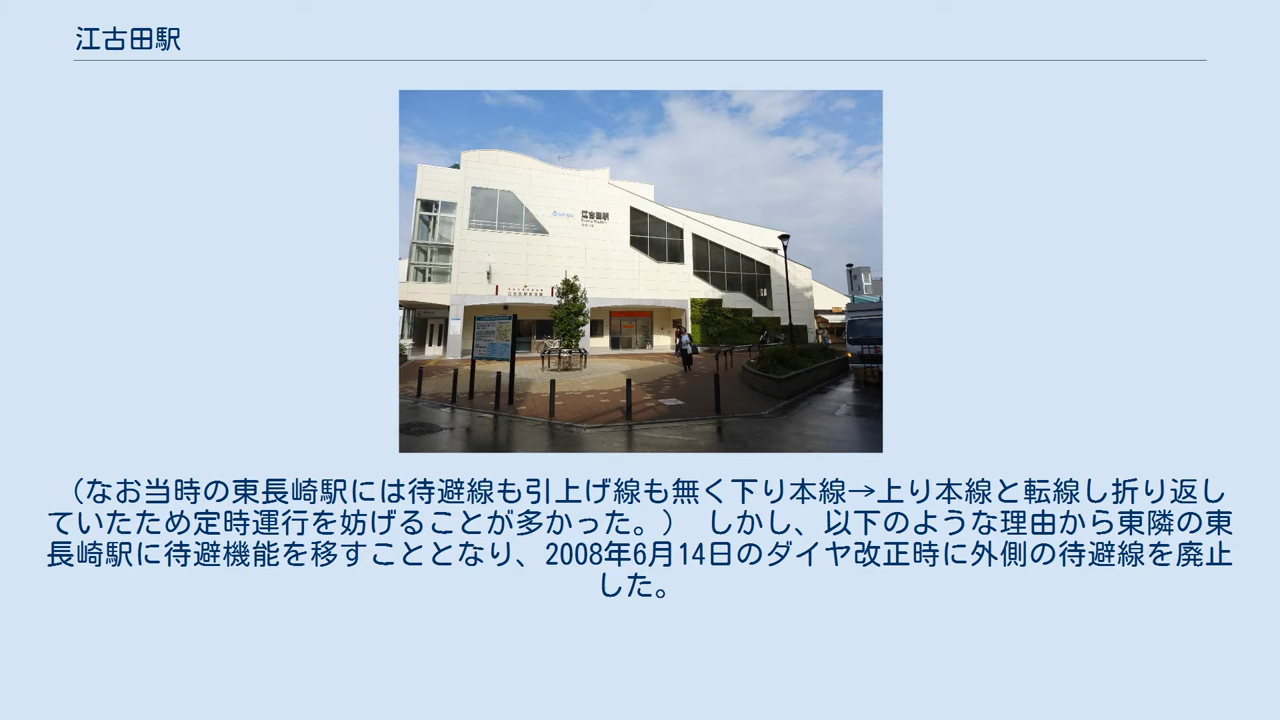 江古田駅
江古田駅
（なお当時の東長崎駅には待避線も引上げ線も無く下り本線→上り本線と転線し折り返し
ていたため定時運行を妨げることが多かった。） しかし、以下のような理由から東隣の東
長崎駅に待避機能を移すこととなり、2008年6月14日のダイヤ改正時に外側の待避線を廃止
した。